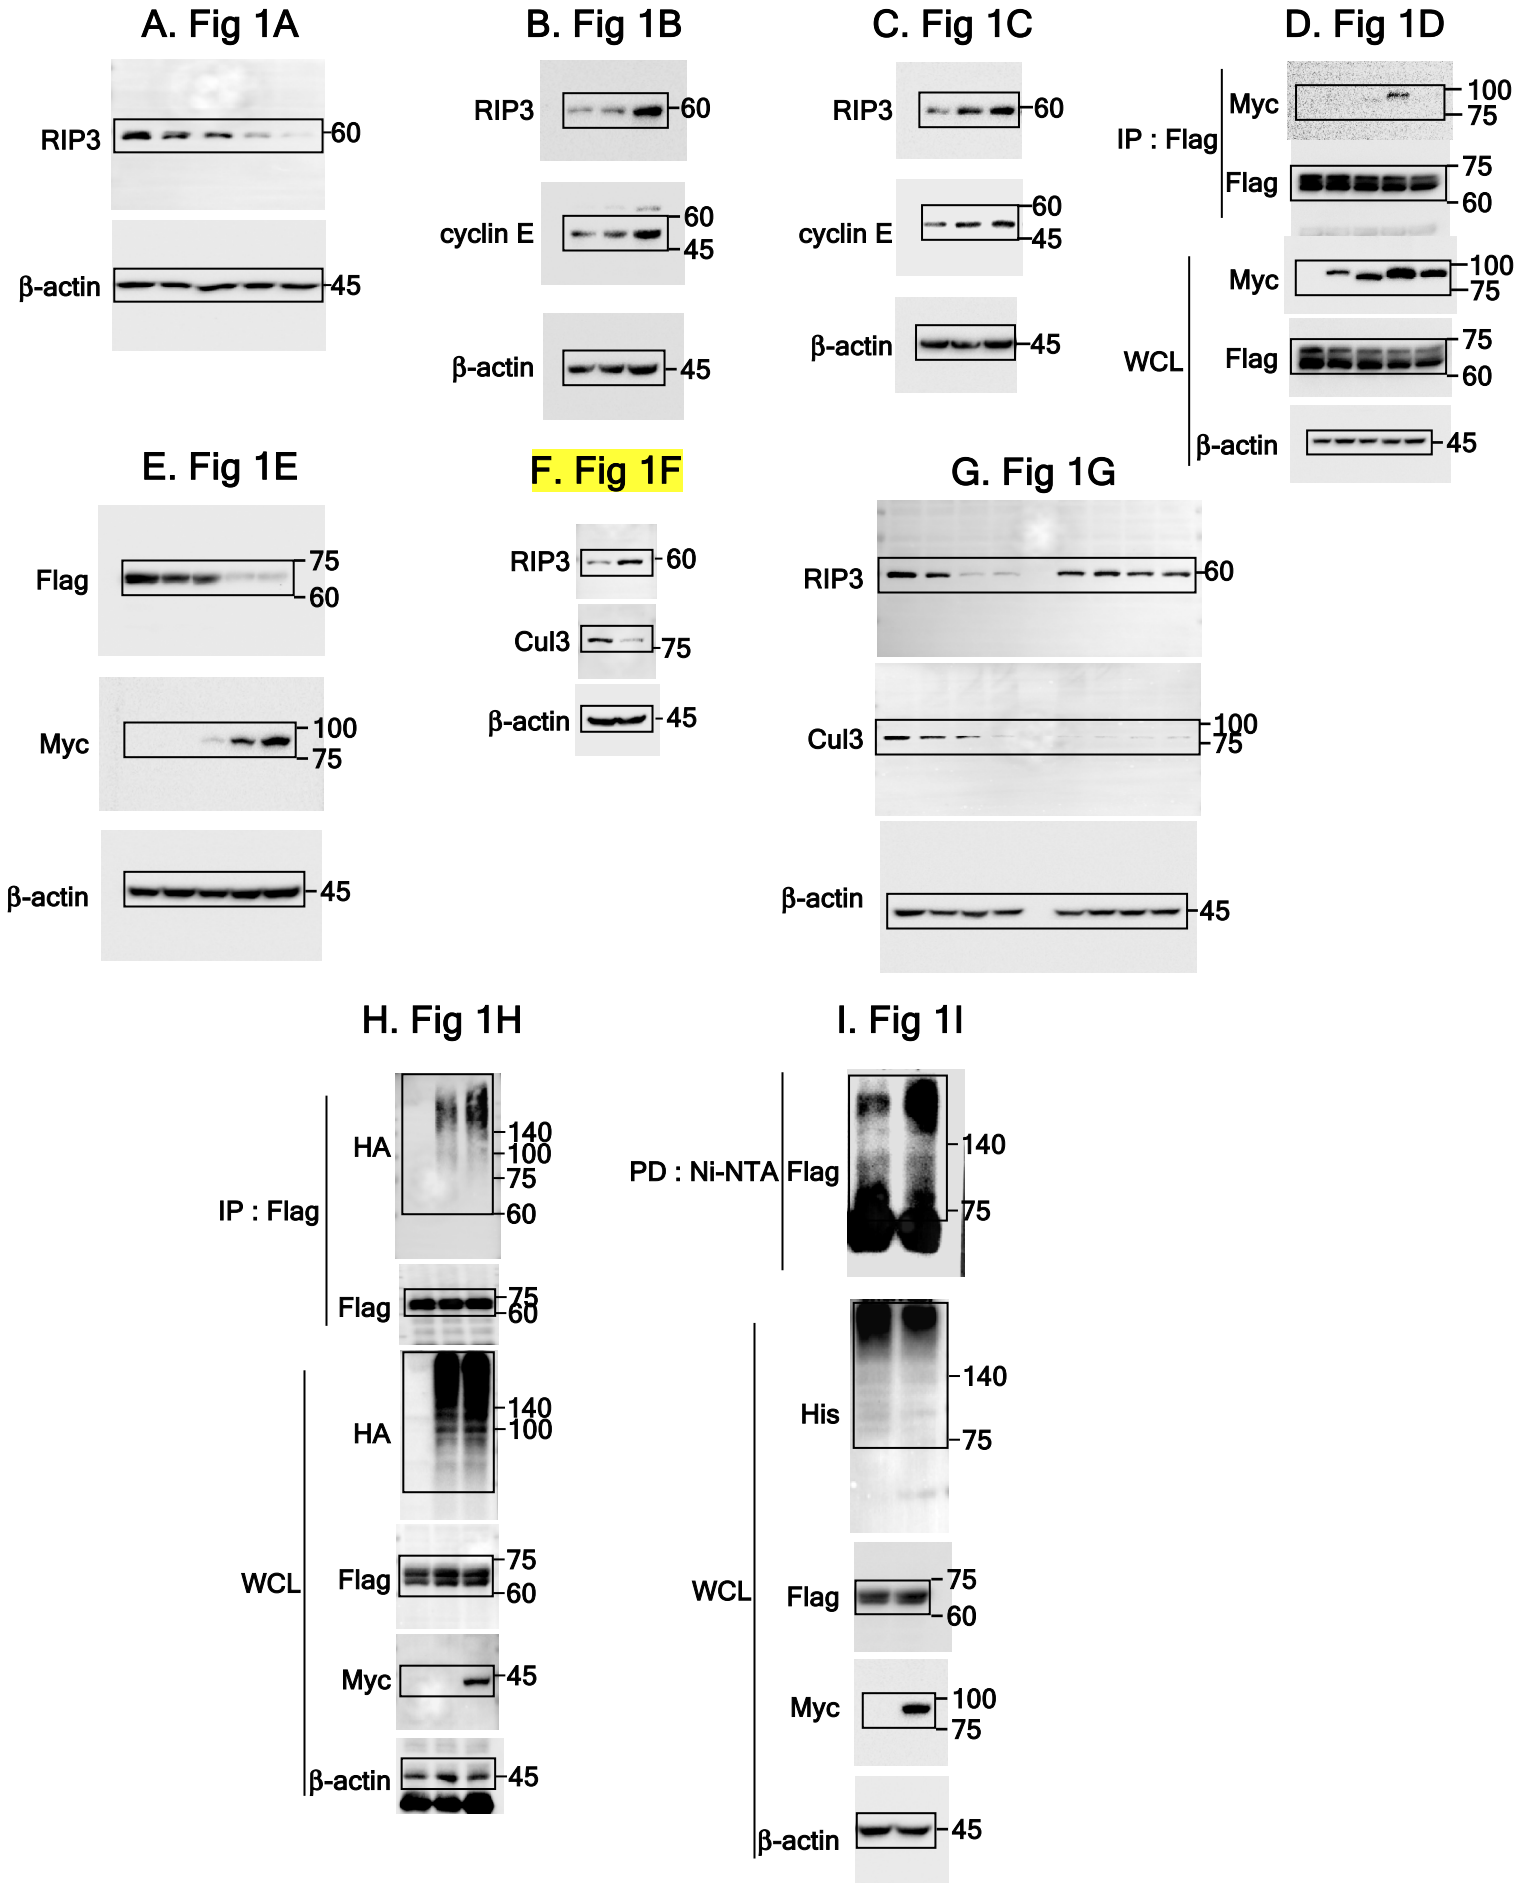 A. Fig 1A
RIP3
60
β-actin
45
B. Fig 1B
RIP3
60
cyclin E
60
45
β-actin
45
C. Fig 1C
RIP3
60
cyclin E
60
45
β-actin
45
D. Fig 1D
IP : Flag
Myc
100
75
Flag
75
60
WCL
Myc
100
75
Flag
75
60
β-actin
45
E. Fig 1E
Flag
75
60
Myc
100
75
β-actin
45
F. Fig 1F
RIP3
60
Cul3
75
β-actin
45
G. Fig 1G
RIP3
60
Cul3
100
75
β-actin
45
H. Fig 1H
IP : Flag
HA
140
100
75
60
Flag
75
60
WCL
HA
140
100
Flag
75
60
Myc
45
β-actin
45
I. Fig 1I
PD : Ni-NTA
Flag
140
75
WCL
His
140
75
Flag
75
60
Myc
100
75
β-actin
45